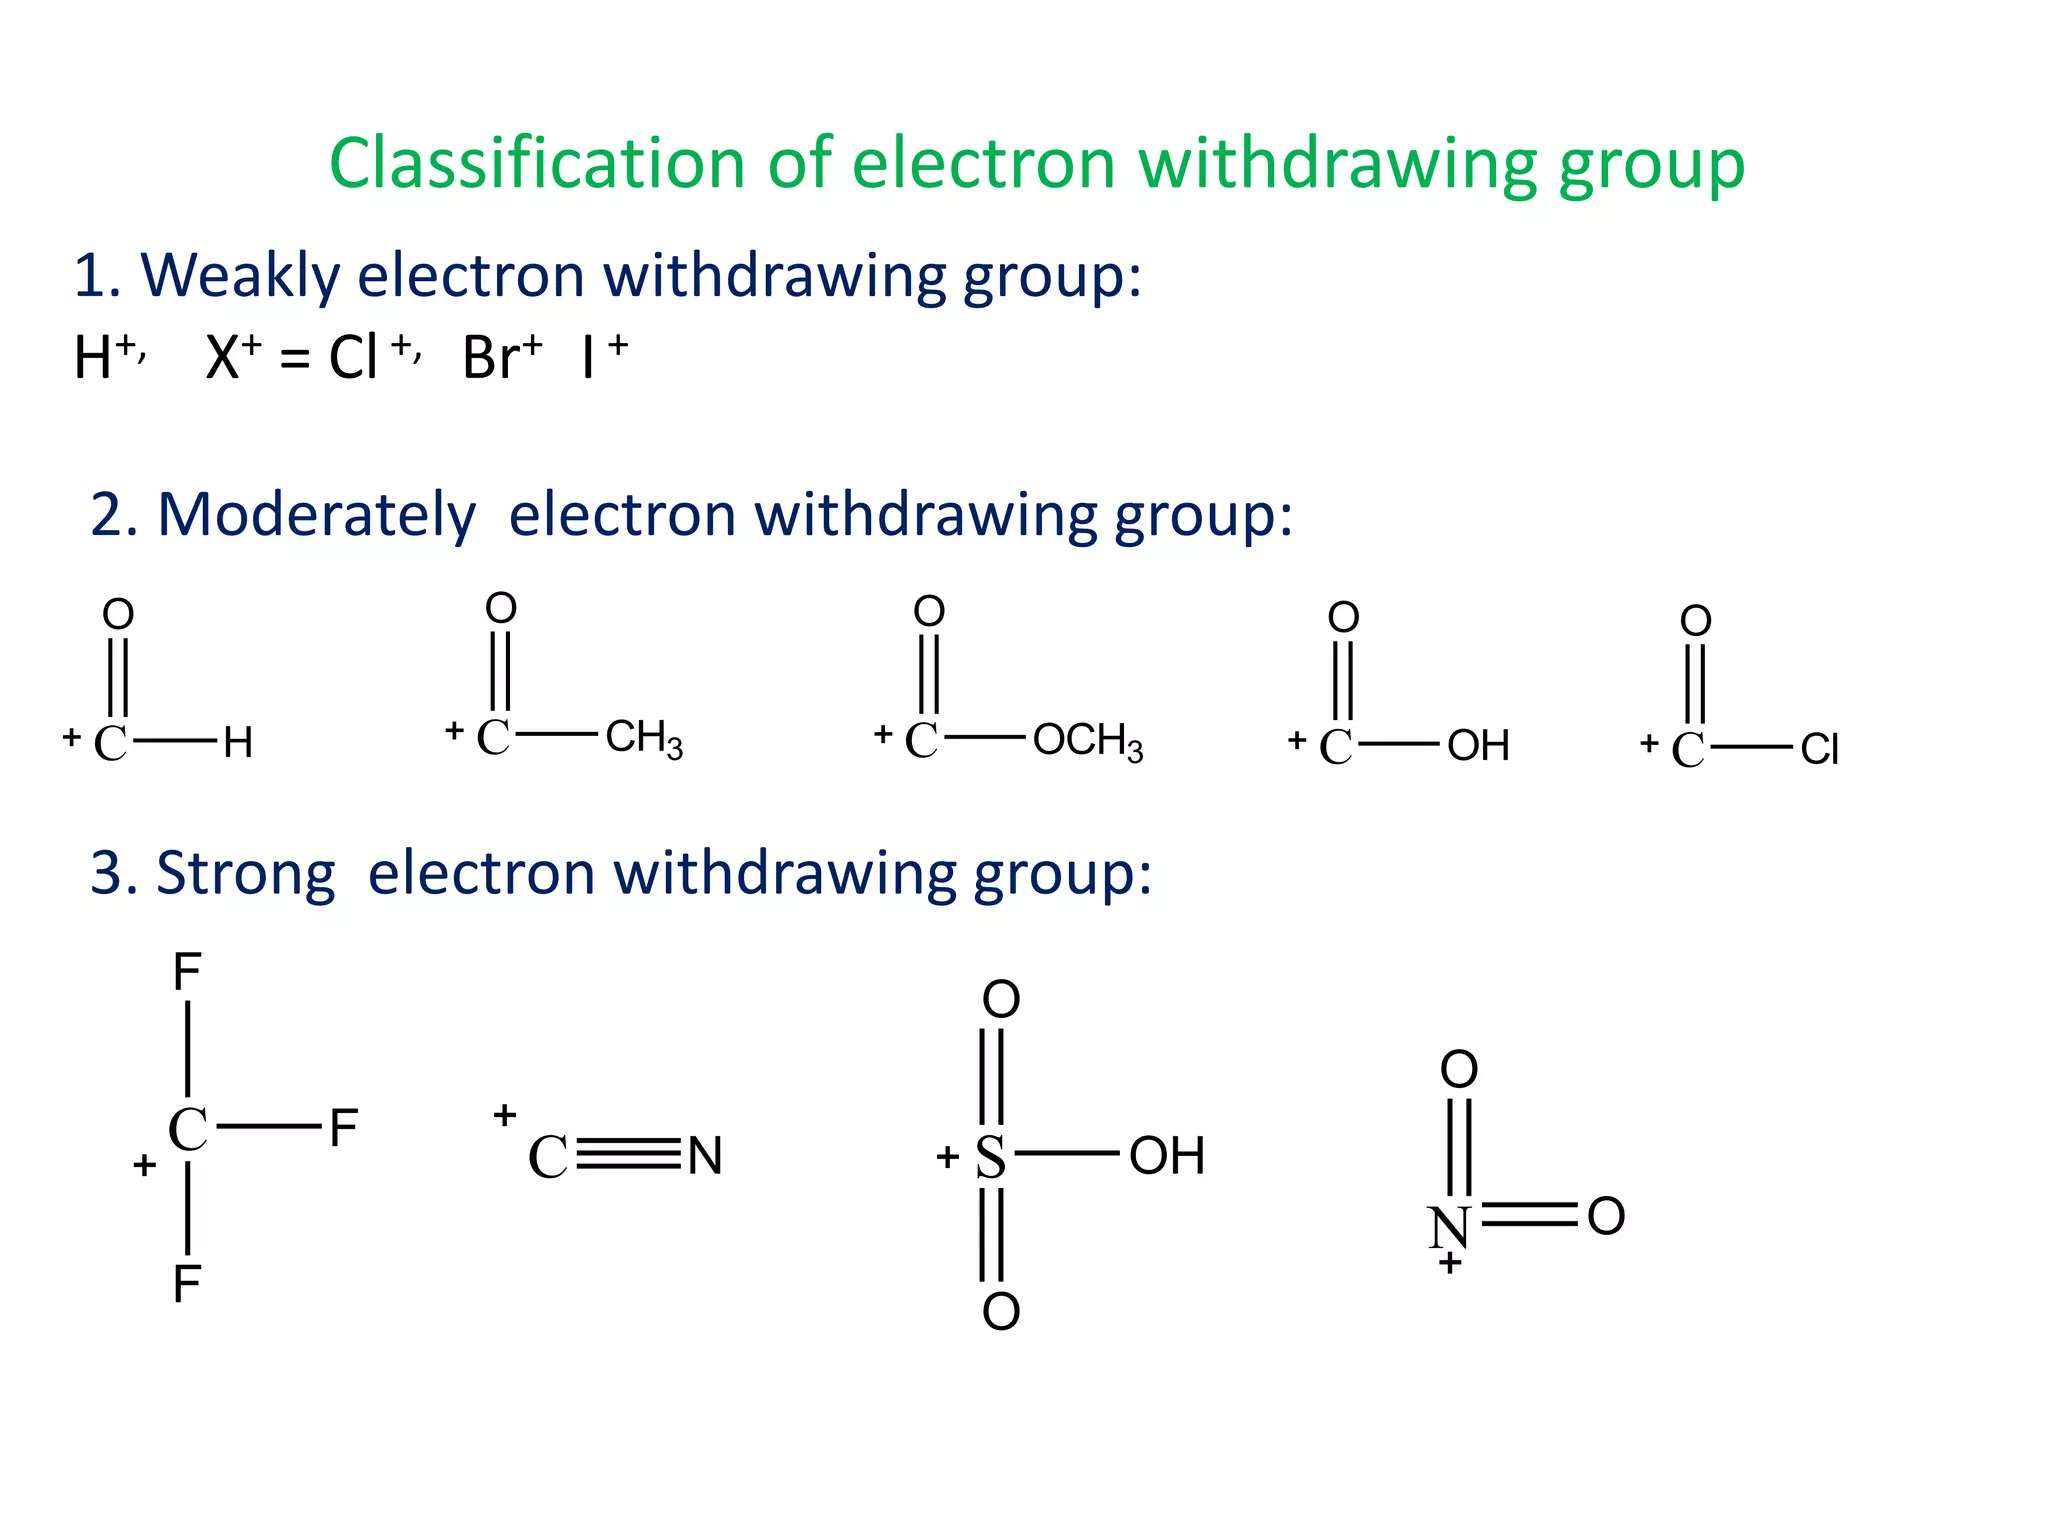 Classification of electron withdrawing group
1. Weakly electron withdrawing group:
H⁺, X⁺ = Cl ⁺, Br⁺ I ⁺
2. Moderately electron withdrawing group:
O O O O O
+ C H + C CH₃ + C OCH₃ + C OH + C Cl
3. Strong electron withdrawing group:
F
O
O
+
C F
+ C N + S OH
N O
+
F
O